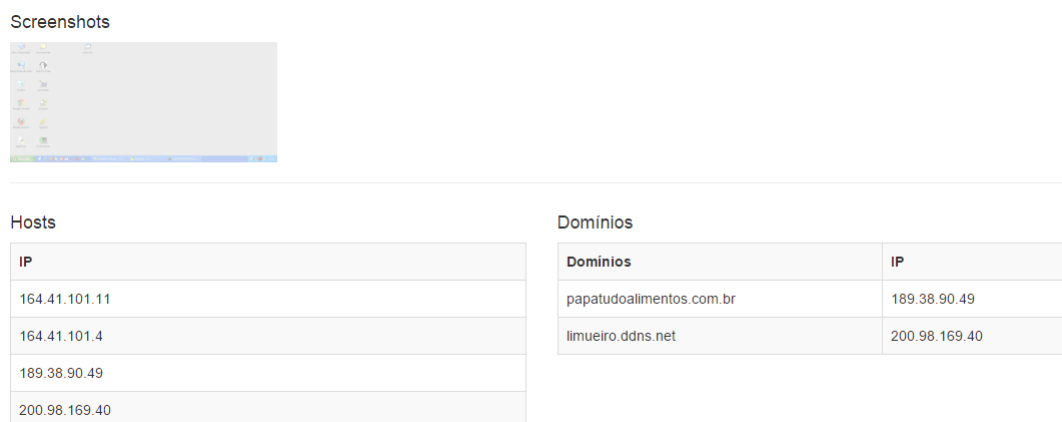 Screenshots
Hosts
IP
164.41.101.11
164.41.101.4
189.38.90.49
200.98.169.40
Domínios
Domínios IP
papatudoalimentos.com.br 189.38.90.49
limueiro.ddns.net 200.98.169.40